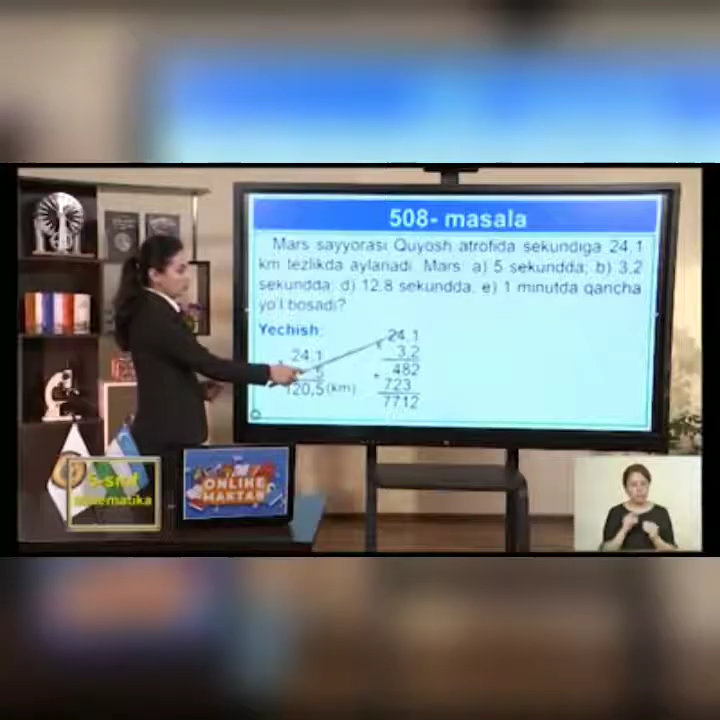 508- masala
Mars sayyorasi Quyosh atrofida sekundiga 24,1
km tezlikda aylanadi. Mars: a) 5 sekundda; b) 3,2
sekundda; d) 12,8 sekundda; e) 1 minutda qancha
yo'l bosadi?
Yechish:
24,1
5
120,5(km)
24,1
3,2
482
+
723
7712
5-sinf
matematika
ONLINE
MAKTAB